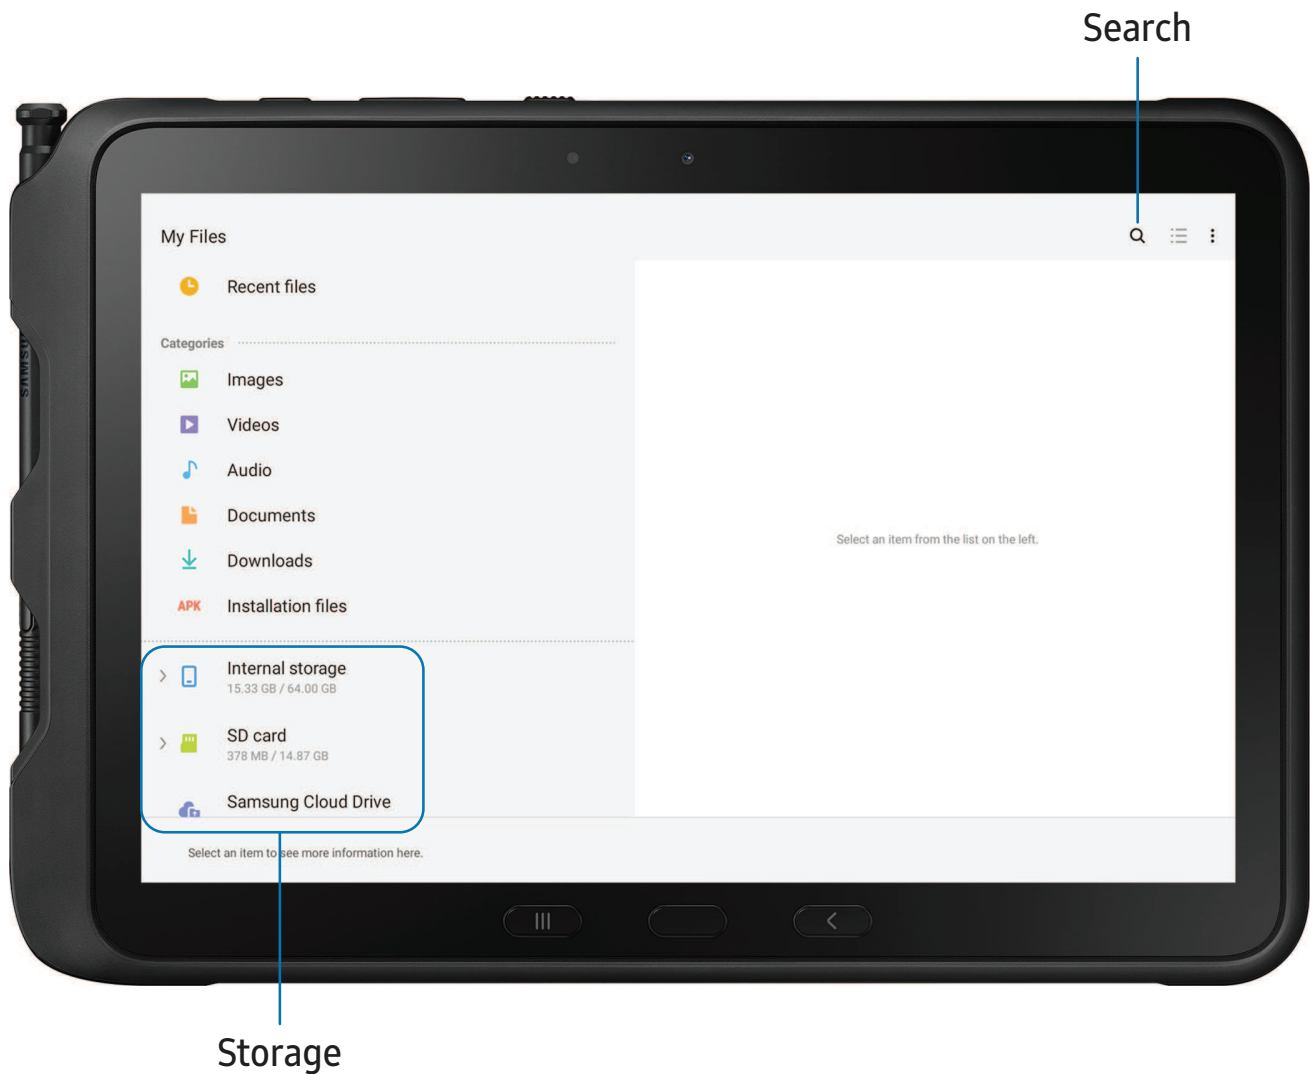 Search
My Files
Recent files
Categories
Images
Videos
Audio
Documents
Downloads
APK Installation files
Internal storage
15.33 GB / 64.00 GB
SD card
378 MB / 14.87 GB
Samsung Cloud Drive
Select an item from the list on the left.
Select an item to see more information here.
SAMSU
Storage